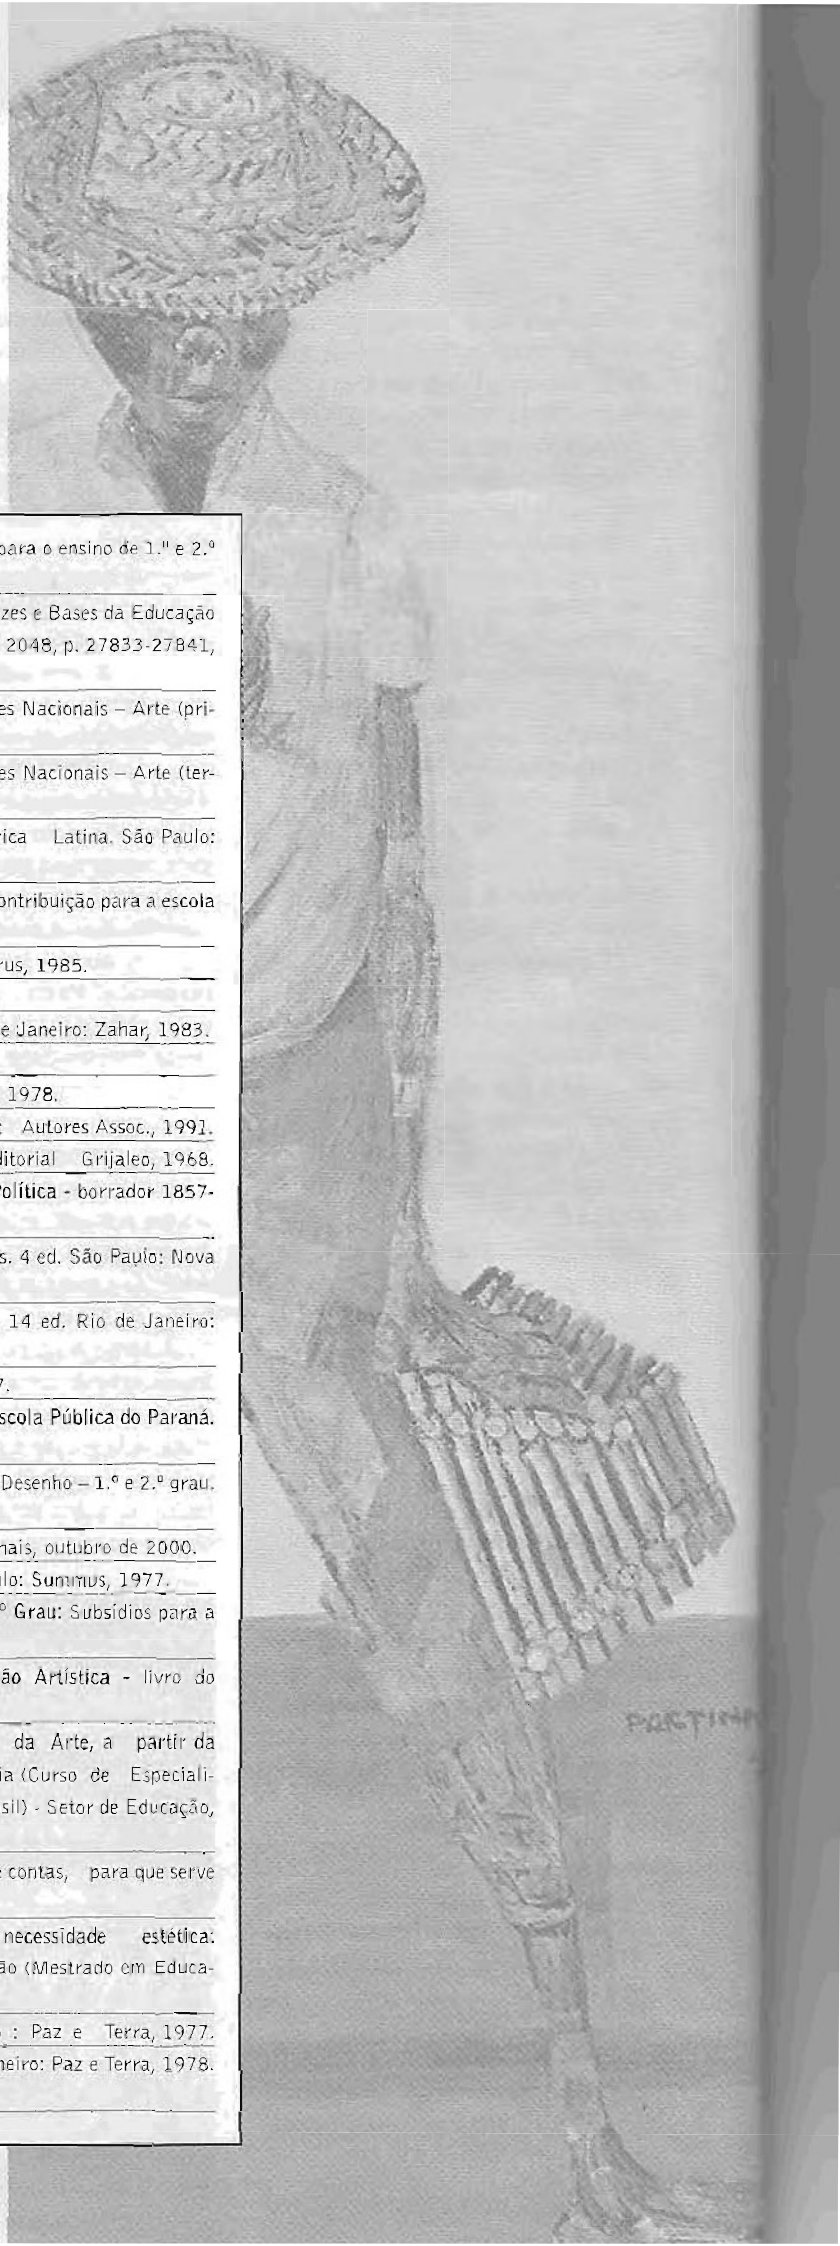 para o ensino de 1.º e 2.º
zes e Bases da Educação
2048, p. 27833-27841,
es Nacionais – Arte (pri-
es Nacionais – Arte (ter-
rica Latina. São Paulo:
ontribuição para a escola
rus, 1985.
e Janeiro: Zahar, 1983.
1978.
: Autores Assoc., 1991.
ditorial Grijaleo, 1968.
Política - borrador 1857-
s. 4 ed. São Paulo: Nova
14 ed. Rio de Janeiro:
7.
scola Pública do Paraná.
Desenho – 1.º e 2.º grau.
nais, outubro de 2000.
lo: Summus, 1977.
º Grau: Subsídios para a
ão Artística - livro do
da Arte, a partir da
ia (Curso de Especiali-
sil) - Setor de Educação,
e contas, para que serve
necessidade estética:
ão (Mestrado em Educa-
o : Paz e Terra, 1977.
neiro: Paz e Terra, 1978.
PORTINA